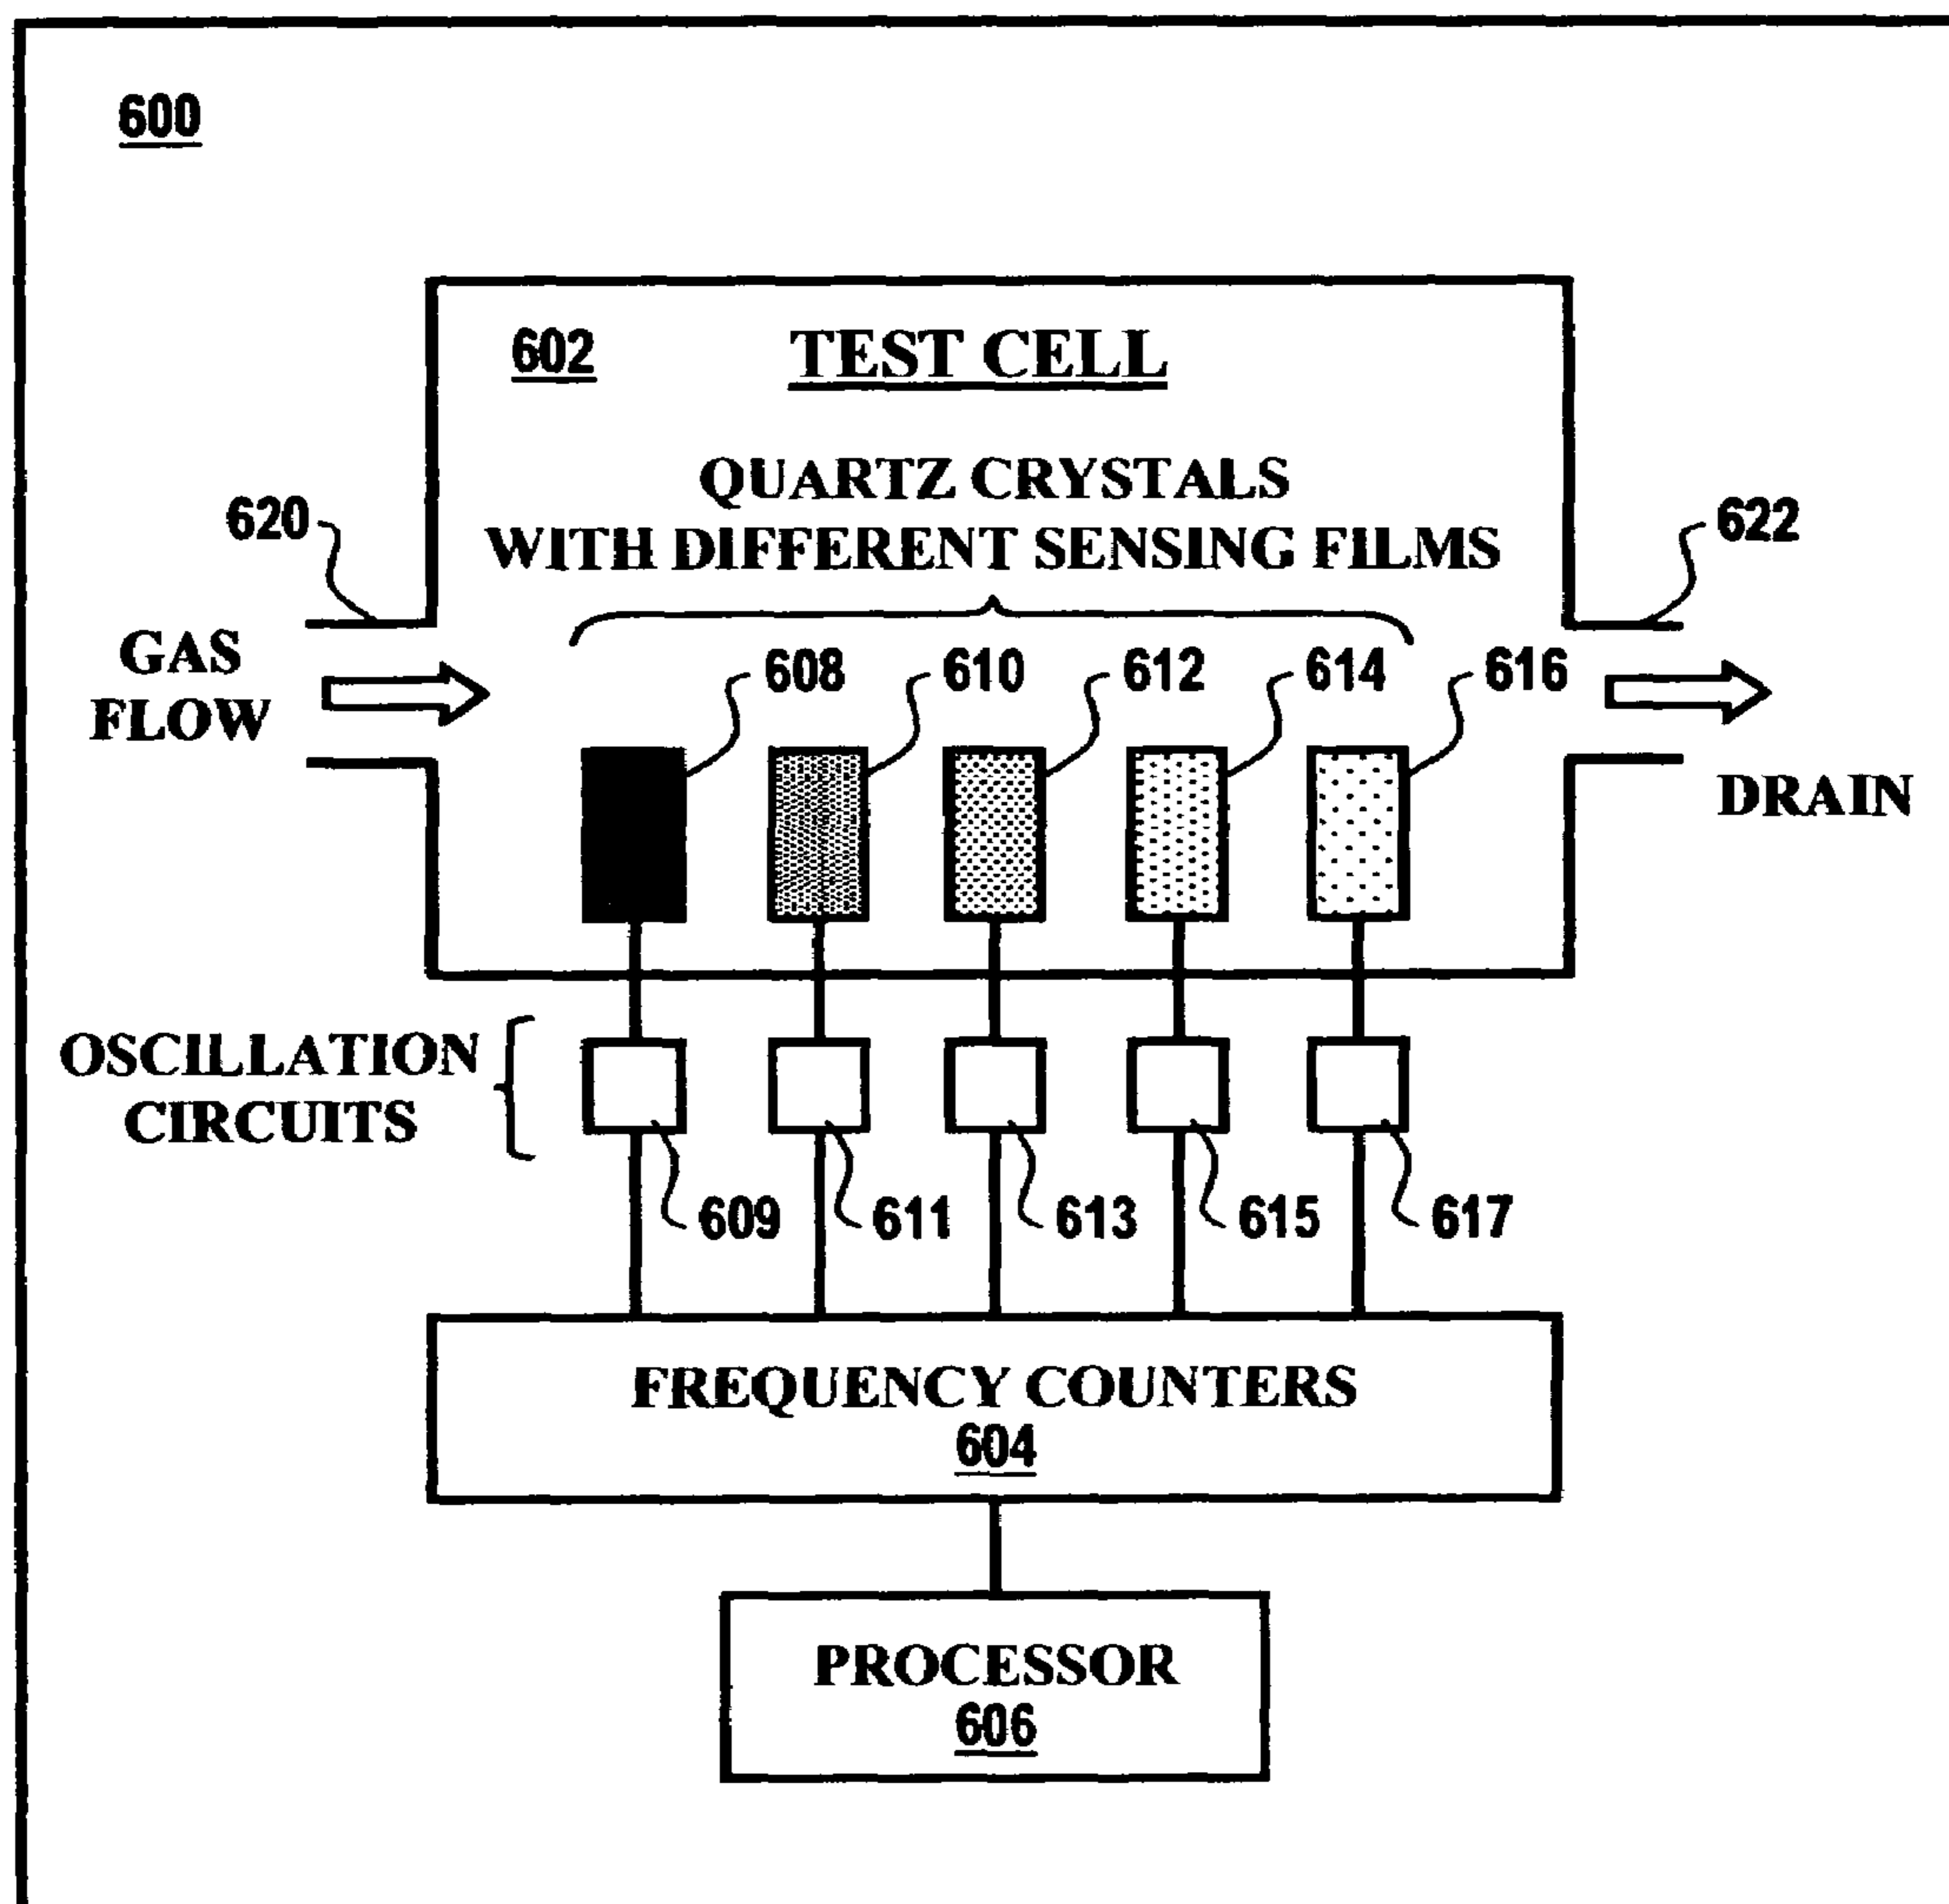 600
602 TEST CELL
QUARTZ CRYSTALS
WITH DIFFERENT SENSING FILMS
620
622
GAS
FLOW
608 610 612 614 616
DRAIN
OSCILLATION
CIRCUITS
609 611 613 615 617
FREQUENCY COUNTERS
604
PROCESSOR
606